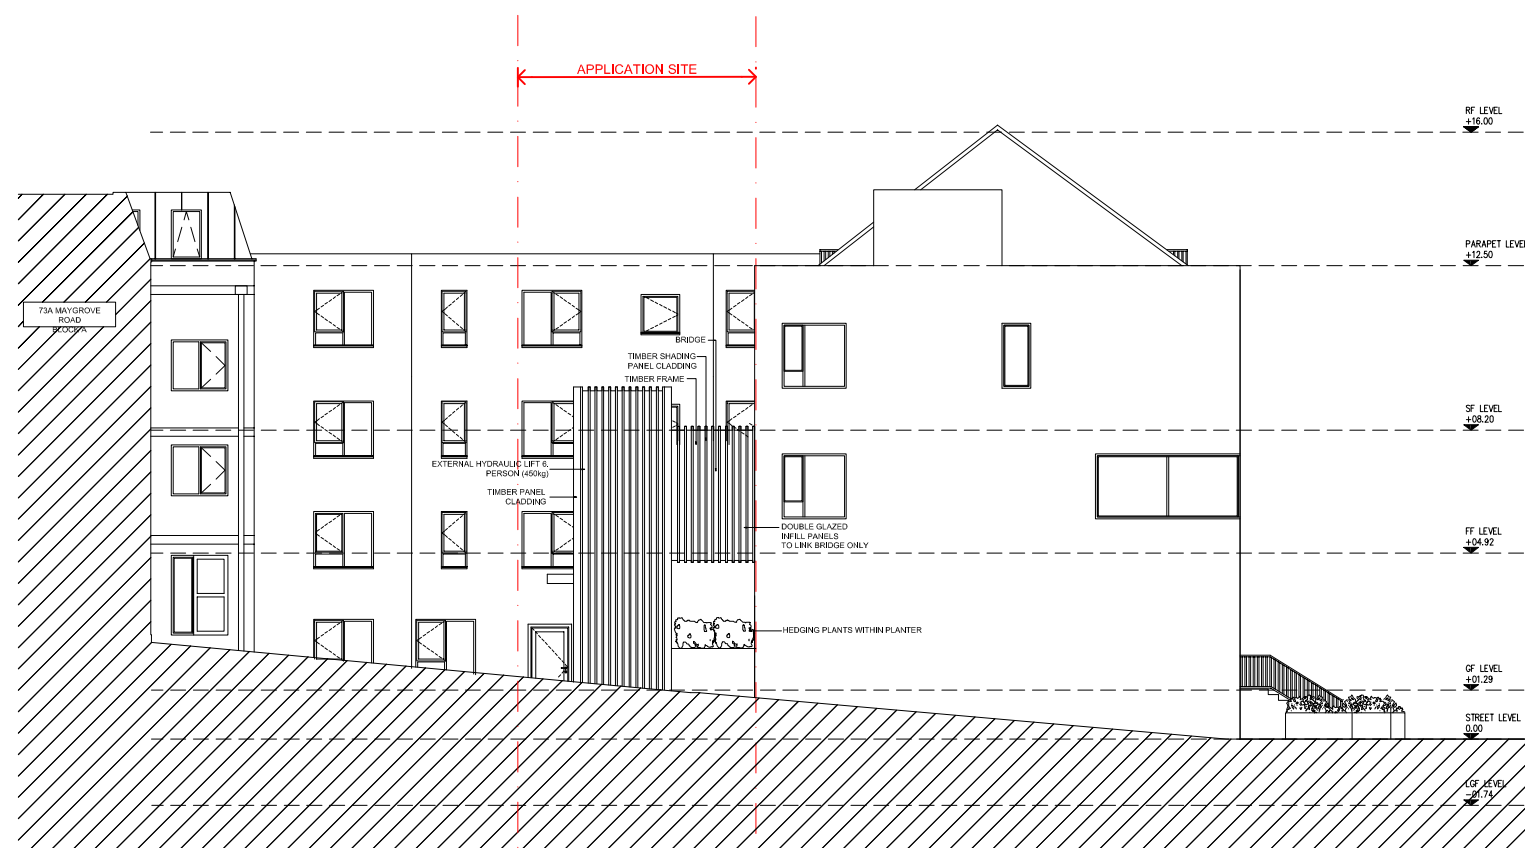 APPLICATION SITE
RF LEVEL
+16.00
PARAPET LEVEL
+12.50
73A MAYGROVE
ROAD
BLOCK A
BRIDGE
TIMBER SHADING
PANEL CLADDING
TIMBER FRAME
SF LEVEL
+08.20
EXTERNAL HYDRAULIC LIFT 6.
PERSON (450kg)
TIMBER PANEL
CLADDING
DOUBLE GLAZED
INFILL PANELS
TO LINK BRIDGE ONLY
FF LEVEL
+04.92
HEDGING PLANTS WITHIN PLANTER
GF LEVEL
+01.29
STREET LEVEL
0.00
LGF LEVEL
-01.74